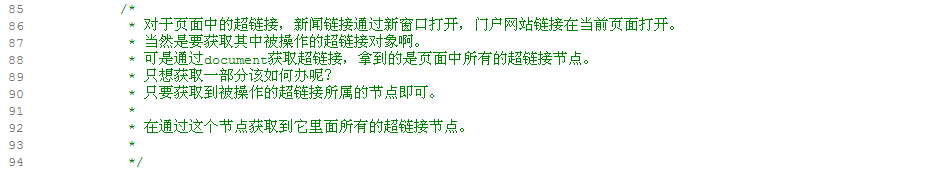 85 /*
86 * 对于页面中的超链接，新闻链接通过新窗口打开，门户网站链接在当前页面打开。
87 * 当然是要获取其中被操作的超链接对象啊。
88 * 可是通过document获取超链接，拿到的是页面中所有的超链接节点。
89 * 只想获取一部分该如何办呢？
90 * 只要获取到被操作的超链接所属的节点即可。
91 *
92 * 在通过这个节点获取到它里面所有的超链接节点。
93 *
94 */